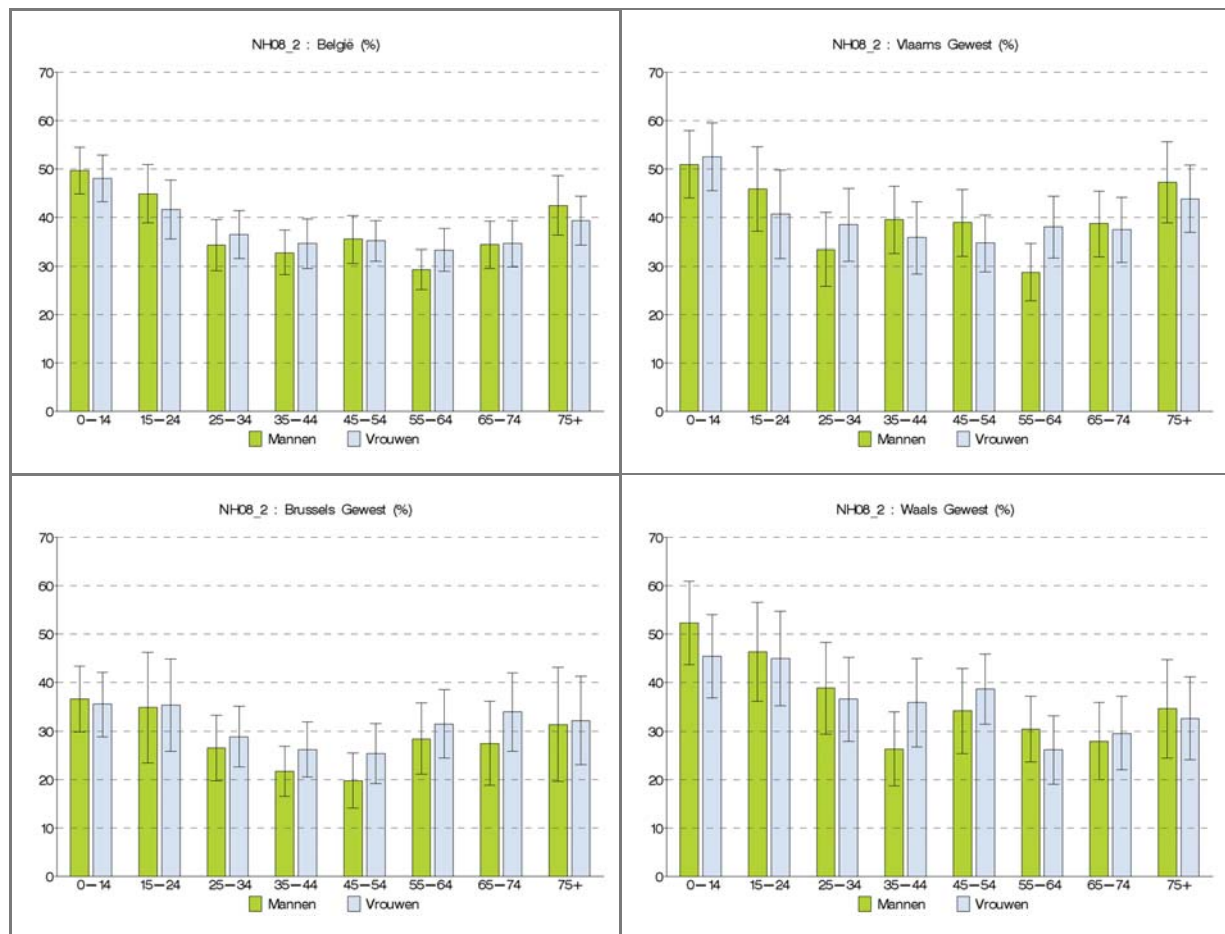 NH08_2 : België (%)
70
60
50
40
30
20
10
0
0-14 15-24 25-34 35-44 45-54 55-64 65-74 75+
Mannen Vrouwen
NH08_2 : Vlaams Gewest (%)
70
60
50
40
30
20
10
0
0-14 15-24 25-34 35-44 45-54 55-64 65-74 75+
Mannen Vrouwen
NH08_2 : Brussels Gewest (%)
70
60
50
40
30
20
10
0
0-14 15-24 25-34 35-44 45-54 55-64 65-74 75+
Mannen Vrouwen
NH08_2 : Waals Gewest (%)
70
60
50
40
30
20
10
0
0-14 15-24 25-34 35-44 45-54 55-64 65-74 75+
Mannen Vrouwen